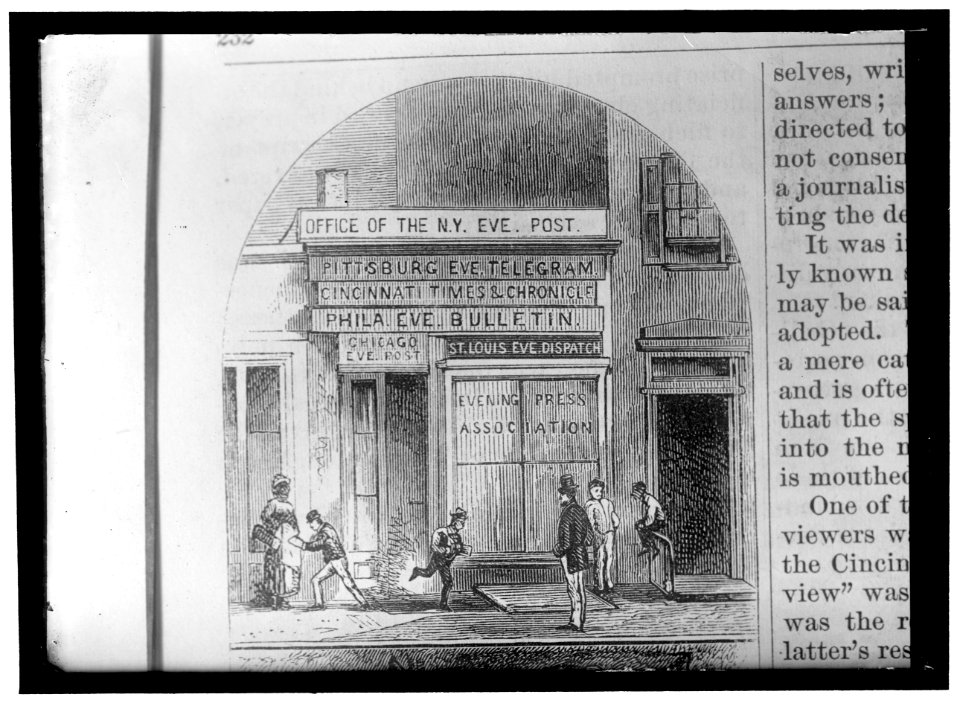 232
OFFICE OF THE N.Y. EVE. POST.
PITTSBURG EVE. TELEGRAM.
CINCINNATI TIMES & CHRONICLE
PHILA. EVE. BULLETIN.
CHICAGO
EVE. POST
ST. LOUIS EVE. DISPATCH
EVENING PRESS
ASSOCIATION
selves, wri
answers;
directed to
not consen
a journalis
ting the de
It was i
ly known
may be sai
adopted.
a mere cat
and is ofte
that the sp
into the n
is mouthed
One of t
viewers w
the Cincin
view” was
was the r
latter’s res